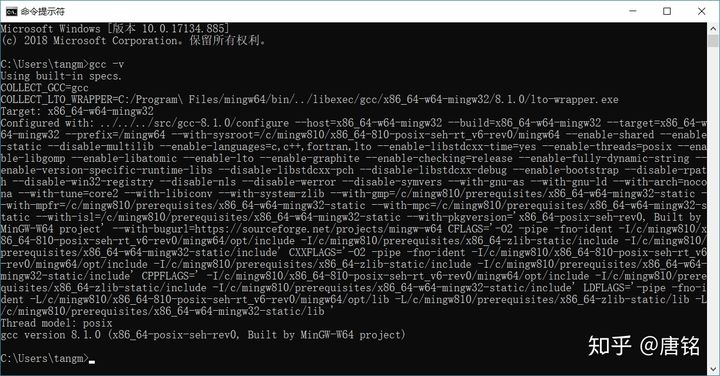 命令提示符
Microsoft Windows [版本 10.0.17134.885]
(c) 2018 Microsoft Corporation。保留所有权利。
C:\Users\tangm>gcc -v
Using built-in specs.
COLLECT_GCC=gcc
COLLECT_LTO_WRAPPER=C:/Program\ Files/mingw64/bin/../libexec/gcc/x86_64-w64-mingw32/8.1.0/lto-wrapper.exe
Target: x86_64-w64-mingw32
Configured with: ../../../src/gcc-8.1.0/configure --host=x86_64-w64-mingw32 --build=x86_64-w64-mingw32 --target=x86_64-w
64-mingw32 --prefix=/mingw64 --with-sysroot=/c/mingw810/x86_64-810-posix-seh-rt_v6-rev0/mingw64 --enable-shared --enable-
static --disable-multilib --enable-languages=c,c++,fortran,lto --enable-libstdcxx-time=yes --enable-threads=posix --enab
le-libgomp --enable-libatomic --enable-lto --enable-graphite --enable-checking=release --enable-fully-dynamic-string --
enable-version-specific-runtime-libs --disable-libstdcxx-pch --disable-libstdcxx-debug --enable-bootstrap --disable-rpat
h --disable-win32-registry --disable-nls --disable-werror --disable-symvers --with-gnu-as --with-gnu-ld --with-arch=noco
na --with-tune=core2 --with-libiconv --with-system-zlib --with-gmp=/c/mingw810/prerequisites/x86_64-w64-mingw32-static -
-with-mpfr=/c/mingw810/prerequisites/x86_64-w64-mingw32-static --with-mpc=/c/mingw810/prerequisites/x86_64-w64-mingw32-s
tatic --with-isl=/c/mingw810/prerequisites/x86_64-w64-mingw32-static --with-pkgversion='x86_64-posix-seh-rev0, Built by
MinGW-W64 project' --with-bugurl=https://sourceforge.net/projects/mingw-w64 CFLAGS='-O2 -pipe -fno-ident -I/c/mingw810/x
86_64-810-posix-seh-rt_v6-rev0/mingw64/opt/include -I/c/mingw810/prerequisites/x86_64-zlib-static/include -I/c/mingw810/
prerequisites/x86_64-w64-mingw32-static/include' CXXFLAGS='-O2 -pipe -fno-ident -I/c/mingw810/x86_64-810-posix-seh-rt_v6
-rev0/mingw64/opt/include -I/c/mingw810/prerequisites/x86_64-zlib-static/include -I/c/mingw810/prerequisites/x86_64-w64-
mingw32-static/include' CPPFLAGS=' -I/c/mingw810/x86_64-810-posix-seh-rt_v6-rev0/mingw64/opt/include -I/c/mingw810/prere
quisites/x86_64-zlib-static/include -I/c/mingw810/prerequisites/x86_64-w64-mingw32-static/include' LDFLAGS='-pipe -fno-i
dent -L/c/mingw810/x86_64-810-posix-seh-rt_v6-rev0/mingw64/opt/lib -L/c/mingw810/prerequisites/x86_64-zlib-static/lib -L
/c/mingw810/prerequisites/x86_64-w64-mingw32-static/lib '
Thread model: posix
gcc version 8.1.0 (x86_64-posix-seh-rev0, Built by MinGW-W64 project)
C:\Users\tangm>
知乎 @唐铭